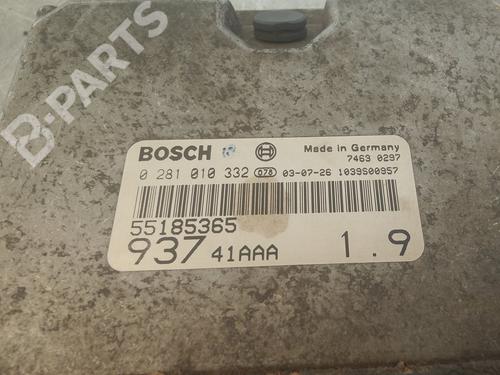 B-PARTS
BOSCH Made in Germany
7463 0297
0 281 010 332 078 03-07-26 1039S00957
55185365
937 41AAA 1.9